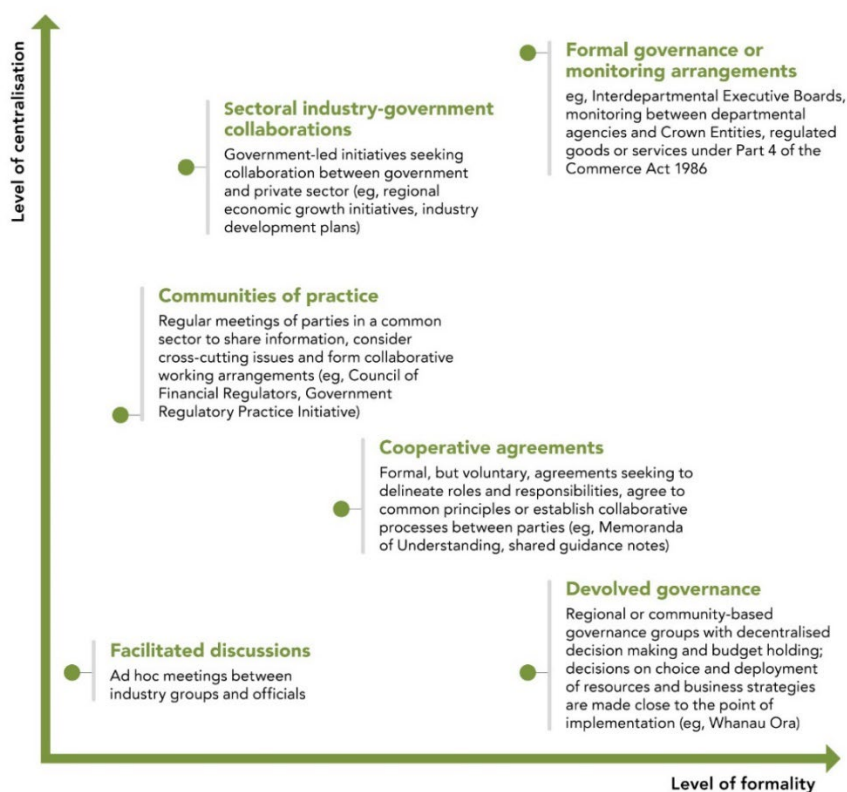 Level of centralisation
Formal governance or
monitoring arrangements
eg, Interdepartmental Executive Boards,
monitoring between departmental
agencies and Crown Entities, regulated
goods or services under Part 4 of the
Commerce Act 1986
Sectoral industry-government
collaborations
Government-led initiatives seeking
collaboration between government
and private sector (eg, regional
economic growth initiatives, industry
development plans)
Communities of practice
Regular meetings of parties in a common
sector to share information, consider
cross-cutting issues and form collaborative
working arrangements (eg, Council of
Financial Regulators, Government
Regulatory Practice Initiative)
Cooperative agreements
Formal, but voluntary, agreements seeking to
delineate roles and responsibilities, agree to
common principles or establish collaborative
processes between parties (eg, Memoranda
of Understanding, shared guidance notes)
Devolved governance
Regional or community-based
governance groups with decentralised
decision making and budget holding;
decisions on choice and deployment
of resources and business strategies
are made close to the point of
implementation (eg, Whanau Ora)
Facilitated discussions
Ad hoc meetings between
industry groups and officials
Level of formality